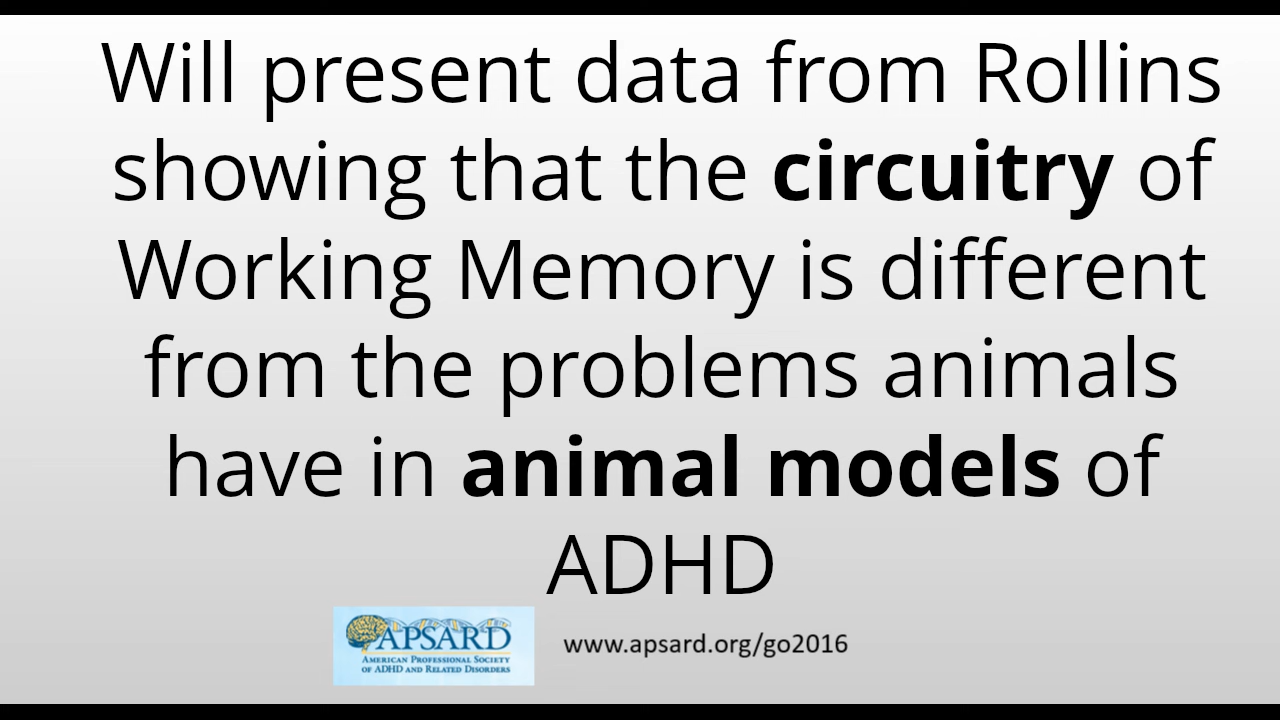 Will present data from Rollins
showing that the circuitry of
Working Memory is different
from the problems animals
have in animal models of
ADHD
APSARD
AMERICAN PROFESSIONAL SOCIETY
OF ADHD AND RELATED DISORDERS
www.apsard.org/go2016